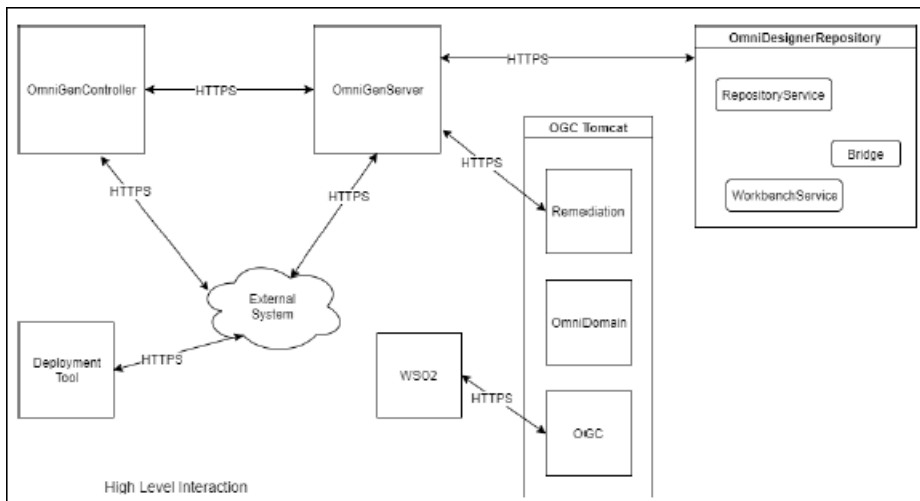 OmniDesignerRepository
HTTPS
OmniGenController
HTTPS
OmniGenServer
RepositoryService
OGC Tomcat
Bridge
HTTPS
HTTPS
HTTPS
WorkbenchService
Remediation
External
System
OmniDomain
HTTPS
Deployment
Tool
WSO2
HTTPS
OGC
High Level Interaction